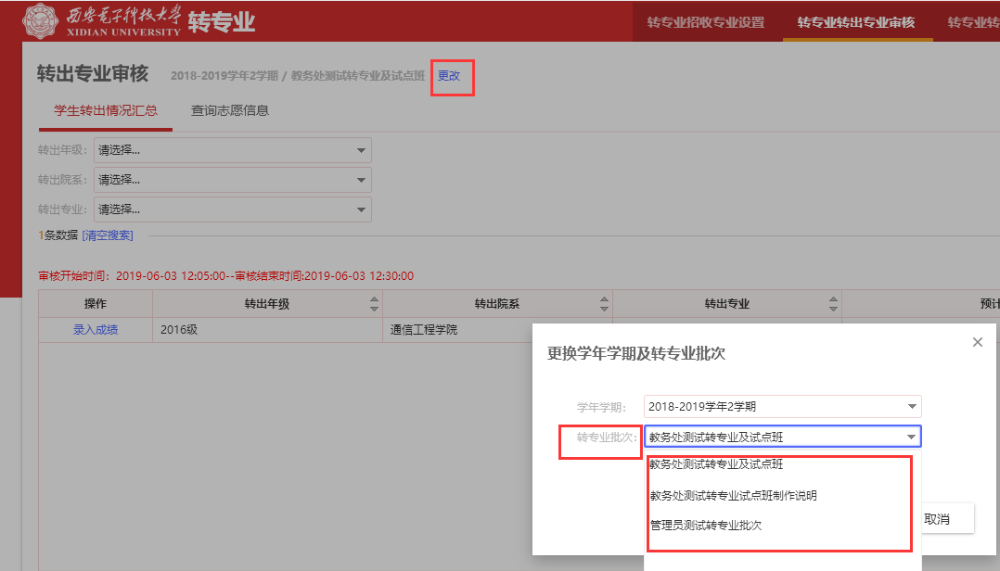 西安电子科技大学
XIDIAN UNIVERSITY
转专业
转专业招收专业设置 转专业转出专业审核 转专业转
转出专业审核 2018-2019学年2学期 / 教务处测试转专业及试点班 更改
学生转出情况汇总 查询志愿信息
转出年级: 请选择...
转出院系: 请选择...
转出专业: 请选择...
1条数据 [清空搜索]
审核开始时间: 2019-06-03 12:05:00--审核结束时间:2019-06-03 12:30:00
操作 转出年级 转出院系 转出专业 预计
录入成绩 2016级 通信工程学院
更换学年学期及转专业批次
学年学期: 2018-2019学年2学期
转专业批次: 教务处测试转专业及试点班
教务处测试转专业及试点班
教务处测试转专业试点班制作说明
管理员测试转专业批次
取消